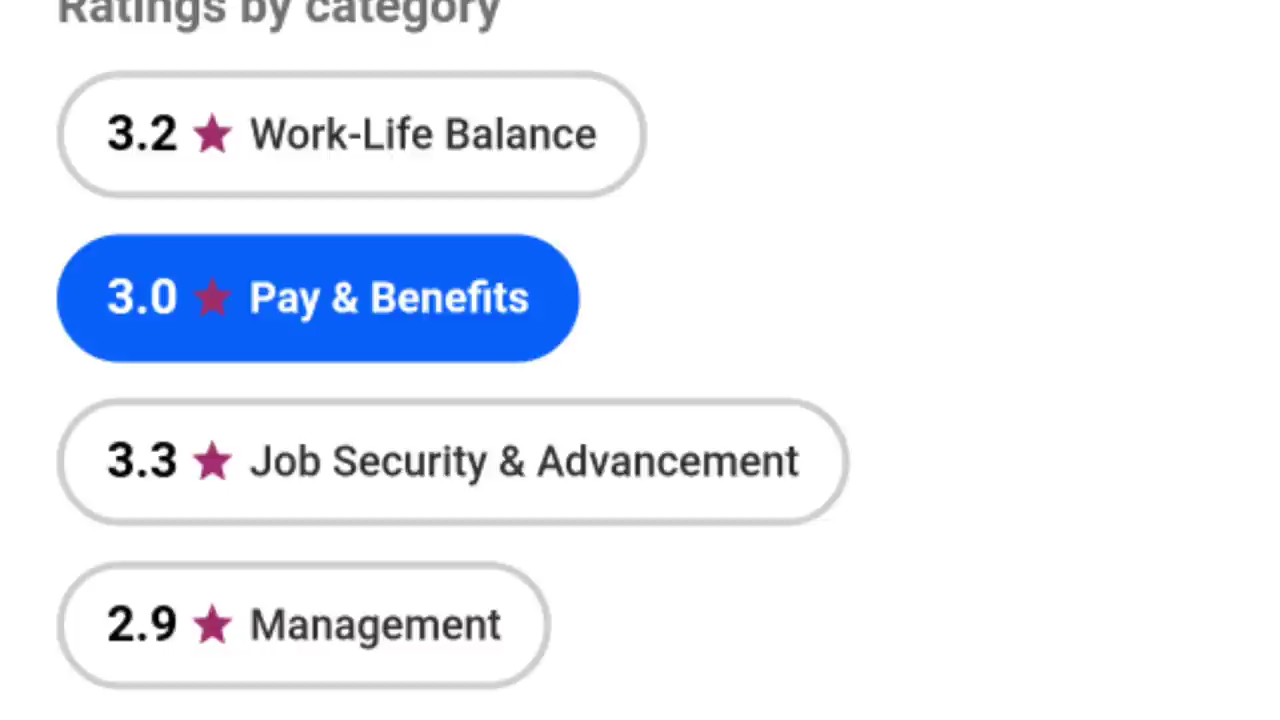 Ratings by category
3.2 ★ Work-Life Balance
3.0 ★ Pay & Benefits
3.3 ★ Job Security & Advancement
2.9 ★ Management